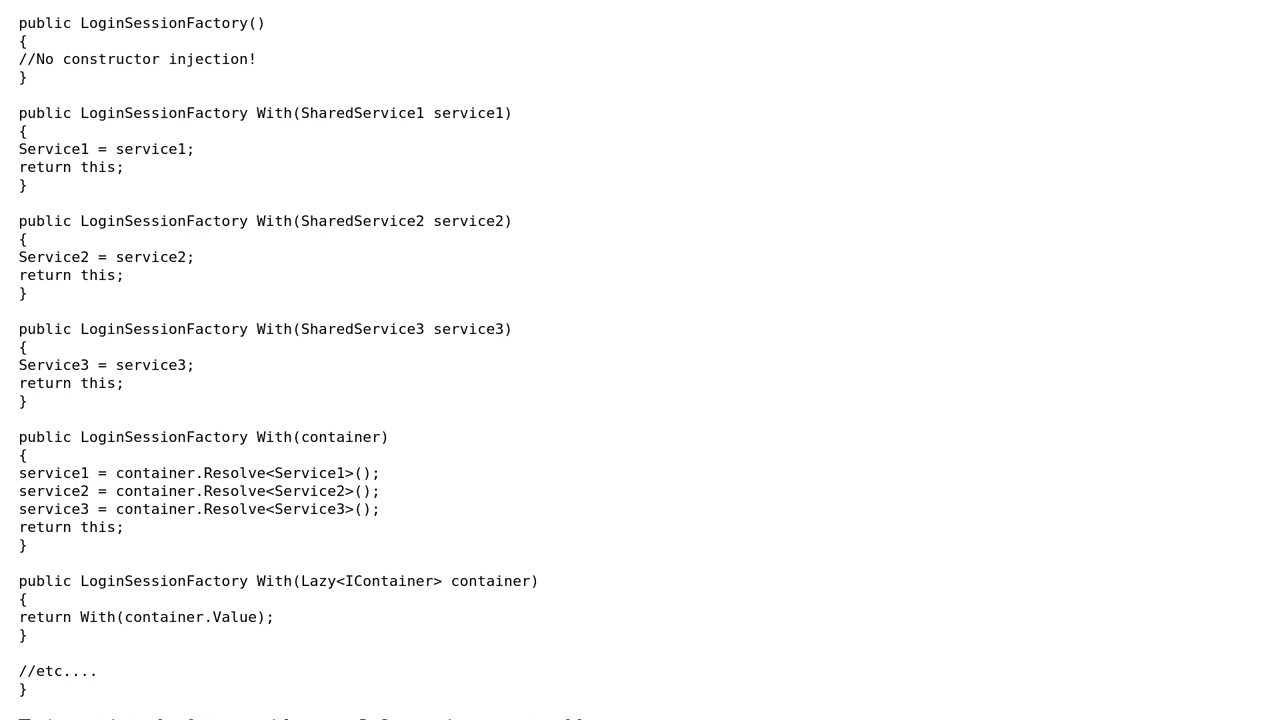 public LoginSessionFactory()
{
//No constructor injection!
}
public LoginSessionFactory With(SharedService1 service1)
{
Service1 = service1;
return this;
}
public LoginSessionFactory With(SharedService2 service2)
{
Service2 = service2;
return this;
}
public LoginSessionFactory With(SharedService3 service3)
{
Service3 = service3;
return this;
}
public LoginSessionFactory With(container)
{
service1 = container.Resolve<Service1>();
service2 = container.Resolve<Service2>();
service3 = container.Resolve<Service3>();
return this;
}
public LoginSessionFactory With(Lazy<IContainer> container)
{
return With(container.Value);
}
//etc....
}